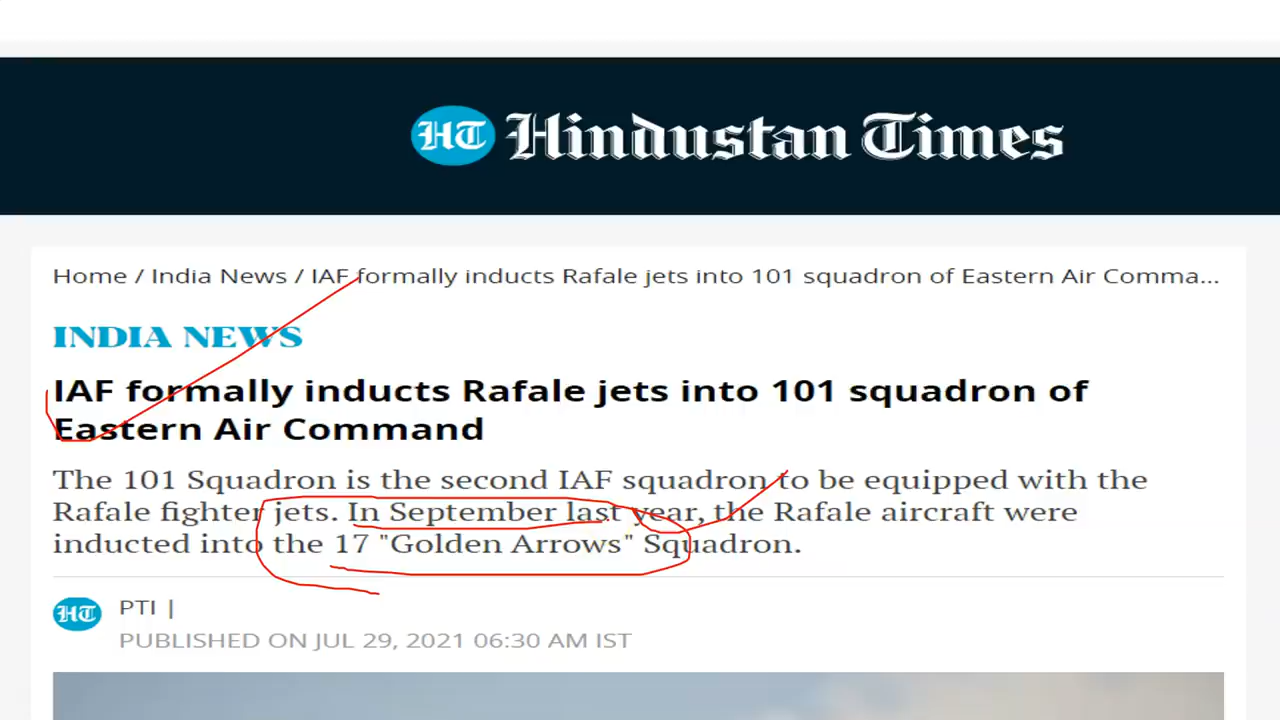 HT Hindustan Times
Home / India News / IAF formally inducts Rafale jets into 101 squadron of Eastern Air Comma...
INDIA NEWS
IAF formally inducts Rafale jets into 101 squadron of
Eastern Air Command
The 101 Squadron is the second IAF squadron to be equipped with the
Rafale fighter jets. In September last year, the Rafale aircraft were
inducted into the 17 "Golden Arrows" Squadron.
HT PTI |
PUBLISHED ON JUL 29, 2021 06:30 AM IST